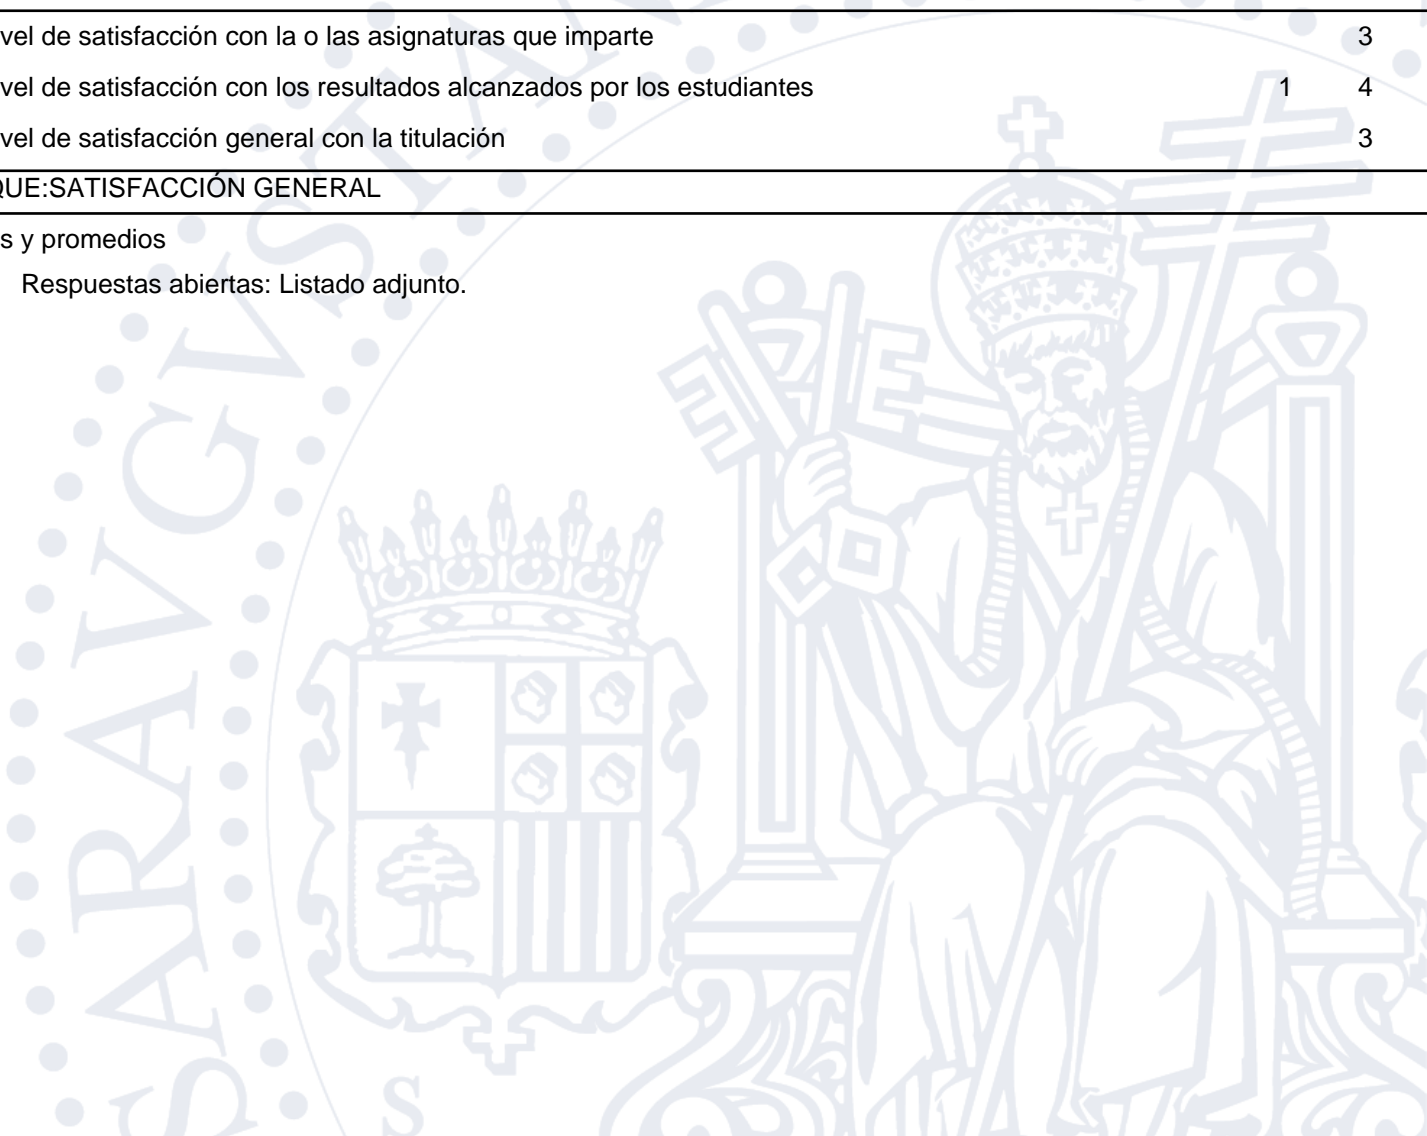 vel de satisfacción con la o las asignaturas que imparte 3
vel de satisfacción con los resultados alcanzados por los estudiantes 1 4
vel de satisfacción general con la titulación 3
QUE:SATISFACCIÓN GENERAL
s y promedios
Respuestas abiertas: Listado adjunto.
SARAVGVSTAN
S